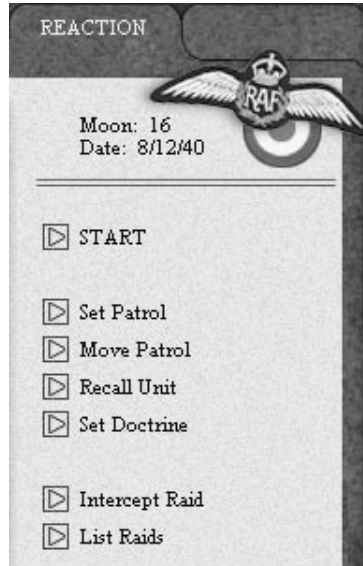 REACTION
RAF
Moon: 16
Date: 8/12/40
START
Set Patrol
Move Patrol
Recall Unit
Set Doctrine
Intercept Raid
List Raids